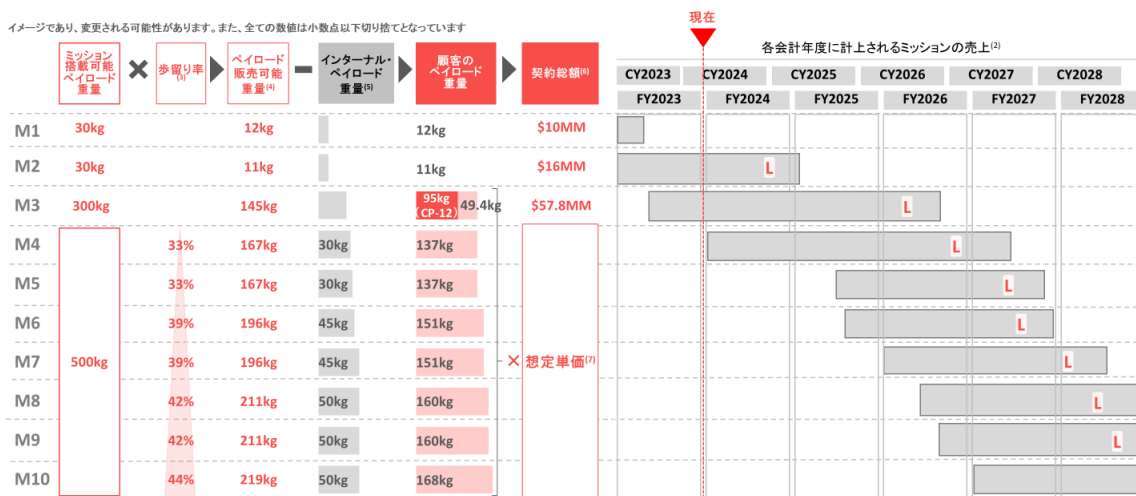 イメージであり、変更される可能性があります。また、全ての数値は小数点以下切り捨てとなっています
現在
各会計年度に計上されるミッションの売上(2)
ミッション
搭載可能
ペイロード
重量
×
歩留り率
(3)
ペイロード
販売可能
重量(4)
インターナル・
ペイロード
重量(5)
顧客の
ペイロード
重量
契約総額(6)
CY2023 CY2024 CY2025 CY2026 CY2027 CY2028
FY2023 FY2024 FY2025 FY2026 FY2027 FY2028
M1 30kg 12kg 12kg $10MM
M2 30kg 11kg 11kg $16MM L
M3 300kg 145kg 95kg
(CP-12) 49.4kg $57.8MM L
M4 33% 167kg 30kg 137kg L
M5 33% 167kg 30kg 137kg L
M6 39% 196kg 45kg 151kg L
M7 500kg 39% 196kg 45kg 151kg × 想定単価(7) L
M8 42% 211kg 50kg 160kg L
M9 42% 211kg 50kg 160kg L
M10 44% 219kg 50kg 168kg